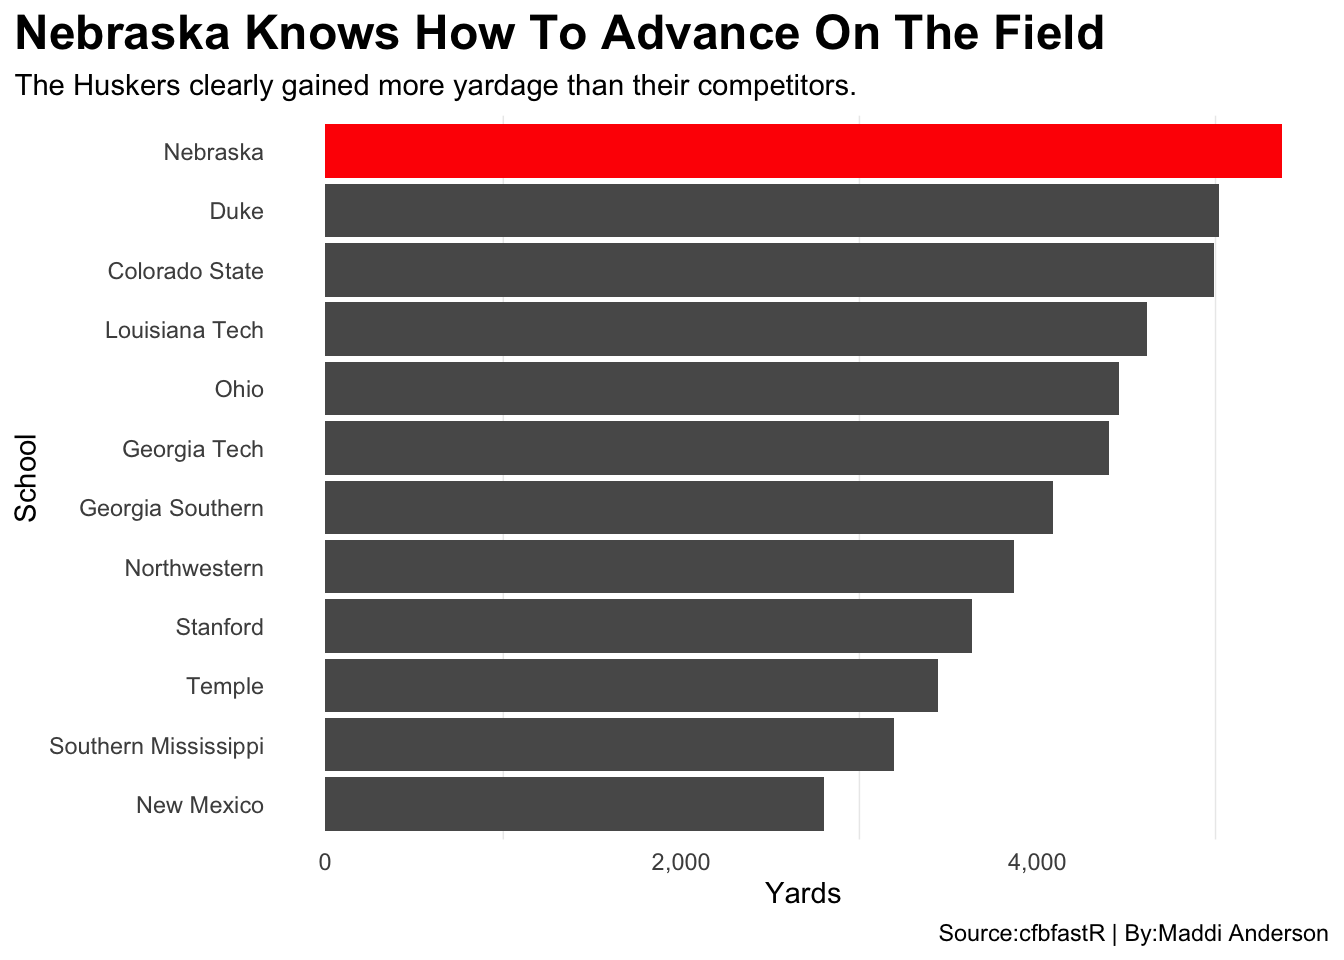 Nebraska Knows How To Advance On The Field
The Huskers clearly gained more yardage than their competitors.
Nebraska
Duke
Colorado State
Louisiana Tech
Ohio
Georgia Tech
School
Georgia Southern
Northwestern
Stanford
Temple
Southern Mississippi
New Mexico
0 2,000 4,000
Yards
Source:cfbfastR | By:Maddi Anderson